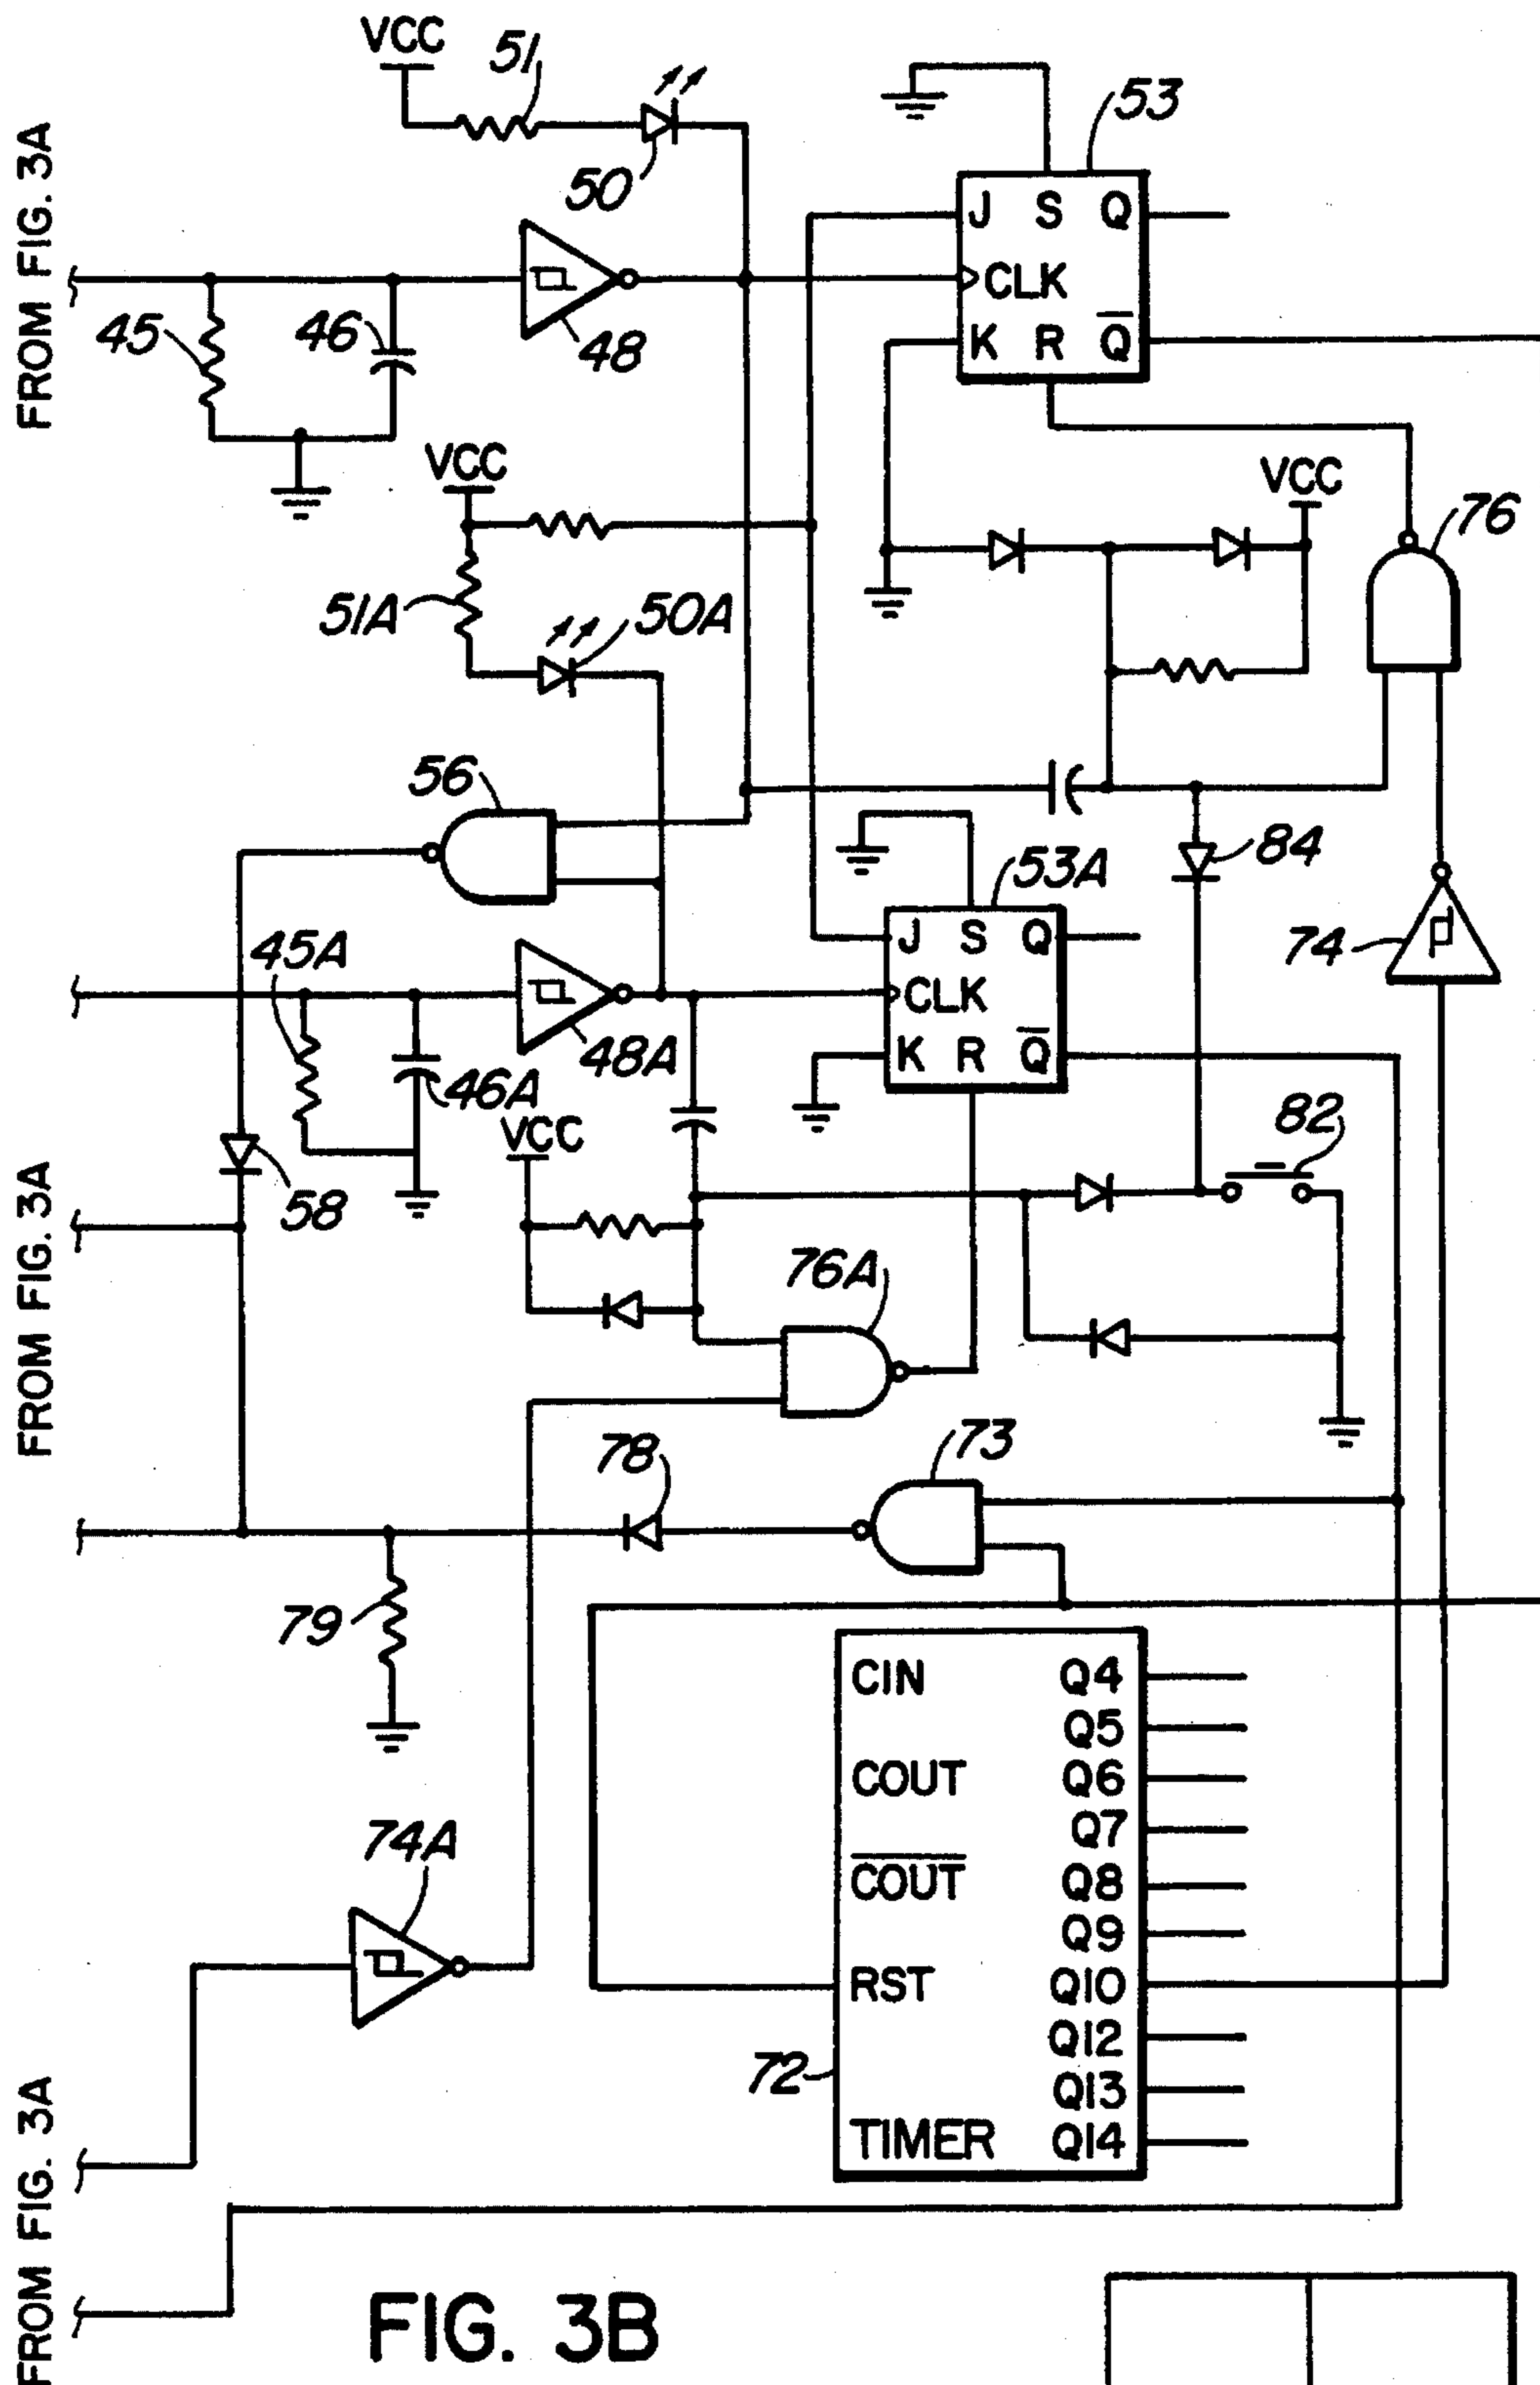 VCC
51
50
53
FROM FIG. 3A
J S Q
CLK
K R Q̅
45
46
48
VCC
VCC
76
51A
50A
56
53A
84
J S Q
CLK
K R Q̅
74
45A
48A
46A
VCC
82
58
FROM FIG. 3A
76A
73
78
79
CIN Q4
Q5
COUT Q6
Q7
C̅O̅U̅T̅ Q8
Q9
RST Q10
Q12
Q13
TIMER Q14
74A
72
FROM FIG. 3A
FROM FIG. 3A
FIG. 3B